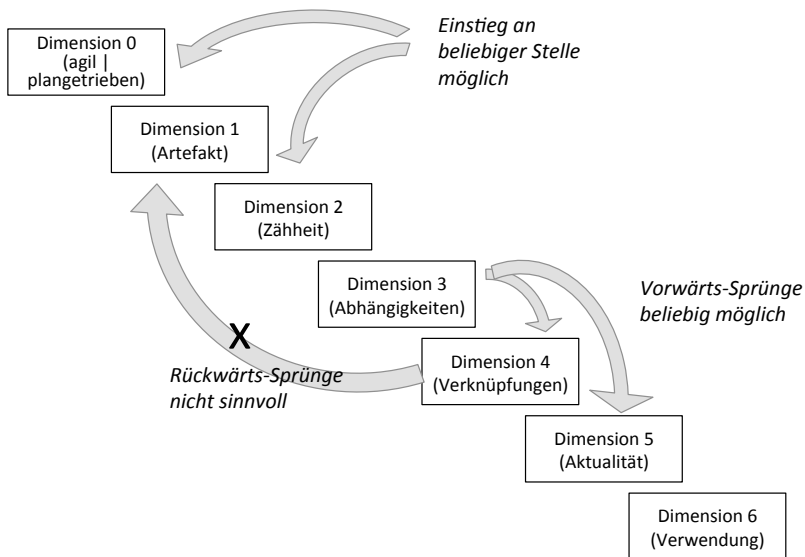 Dimension 0
(agil |
plangetrieben)
Einstieg an
beliebiger Stelle
möglich
Dimension 1
(Artefakt)
Dimension 2
(Zähheit)
Dimension 3
(Abhängigkeiten)
Vorwärts-Sprünge
beliebig möglich
X
Rückwärts-Sprünge
nicht sinnvoll
Dimension 4
(Verknüpfungen)
Dimension 5
(Aktualität)
Dimension 6
(Verwendung)